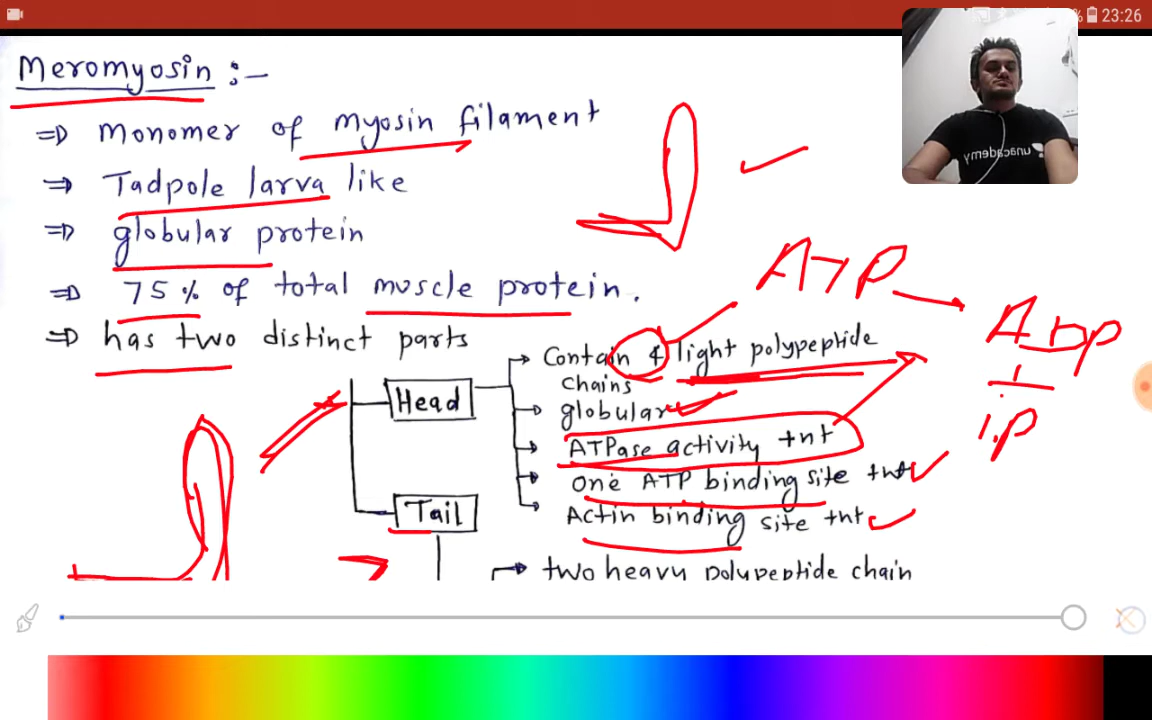 23:26
Meromyosin :-
⇒ Monomer of myosin filament
⇒ Tadpole larva like
⇒ globular protein
⇒ 75% of total muscle protein.
⇒ has two distinct parts
unacademy
ATP
ADP
+
i.p
Head
Contain 4 light polypeptide
chains
globular
ATPase activity +nt
one ATP binding site +nt
Actin binding site +nt
Tail
two heavy polypeptide chain